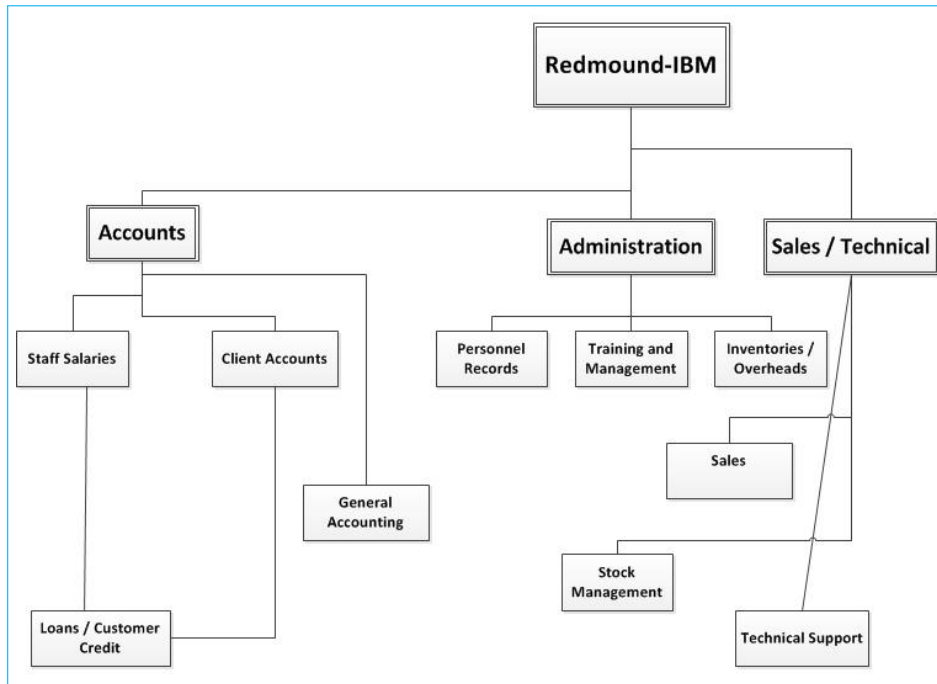 Redmound-IBM
Accounts
Administration
Sales / Technical
Staff Salaries
Client Accounts
Personnel
Records
Training and
Management
Inventories /
Overheads
Sales
General
Accounting
Stock
Management
Loans / Customer
Credit
Technical Support